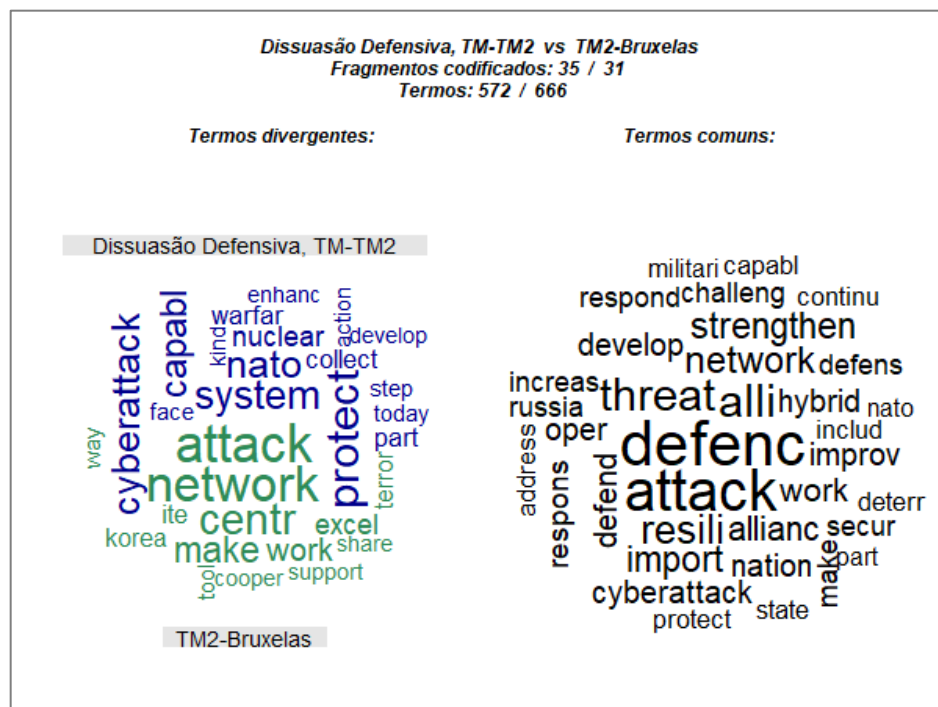 Dissuasão Defensiva, TM-TM2 vs TM2-Bruxelas
Fragmentos codificados: 35 / 31
Termos: 572 / 666
Termos divergentes:
Termos comuns:
Dissuasão Defensiva, TM-TM2
enhanc
warfar
kind
nuclear
action
develop
cyberattack
capabl
nato
collect
system
protect
step
face
today
part
attack
way
network
terror
ite
centr
excel
korea
make
work
share
tool
cooper
support
TM2-Bruxelas
militari
capabl
respond
challeng
continu
strengthen
develop
network
defens
increas
threat
alli
hybrid
nato
russia
address
oper
defenc
includ
improv
attack
work
deterr
respons
defend
resili
allianc
secur
import
nation
make
part
cyberattack
protect
state